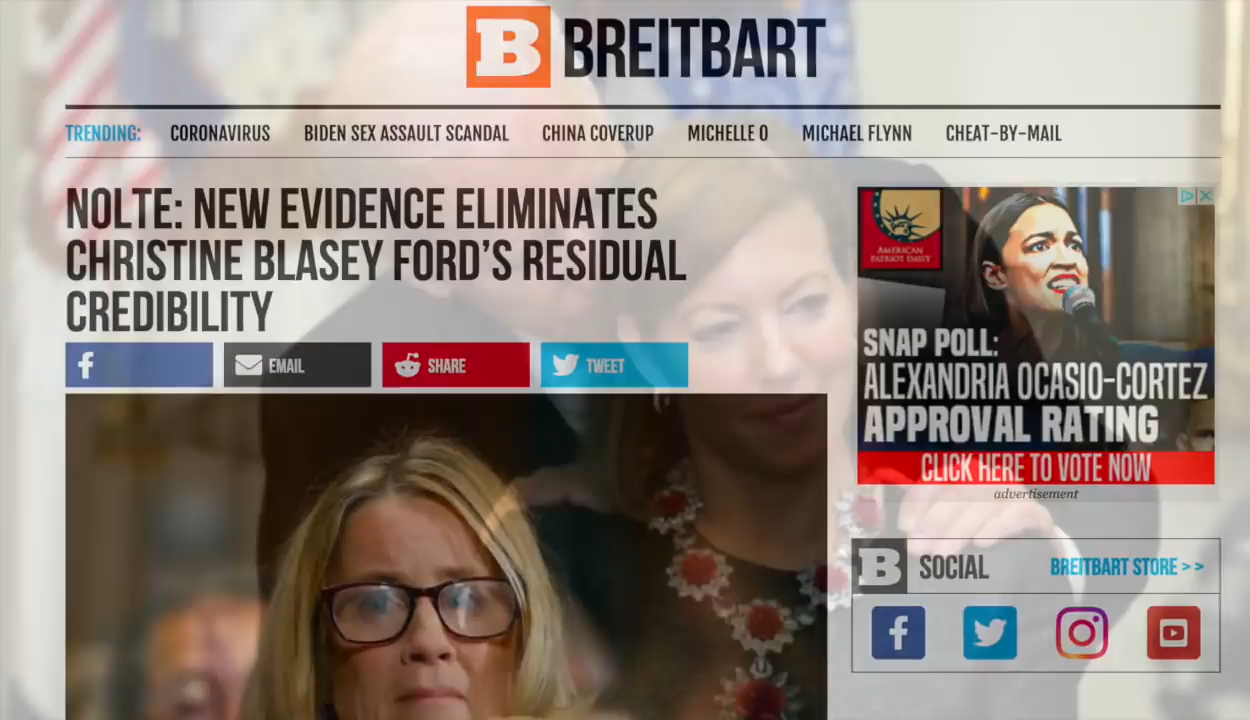 B BREITBART
TRENDING: CORONAVIRUS BIDEN SEX ASSAULT SCANDAL CHINA COVERUP MICHELLE O MICHAEL FLYNN CHEAT-BY-MAIL
NOLTE: NEW EVIDENCE ELIMINATES
CHRISTINE BLASEY FORD'S RESIDUAL
CREDIBILITY
f EMAIL SHARE TWEET
AMERICAN
PATRIOT DAILY
SNAP POLL:
ALEXANDRIA OCASIO-CORTEZ
APPROVAL RATING
CLICK HERE TO VOTE NOW
advertisement
B SOCIAL BREITBART STORE > >
f